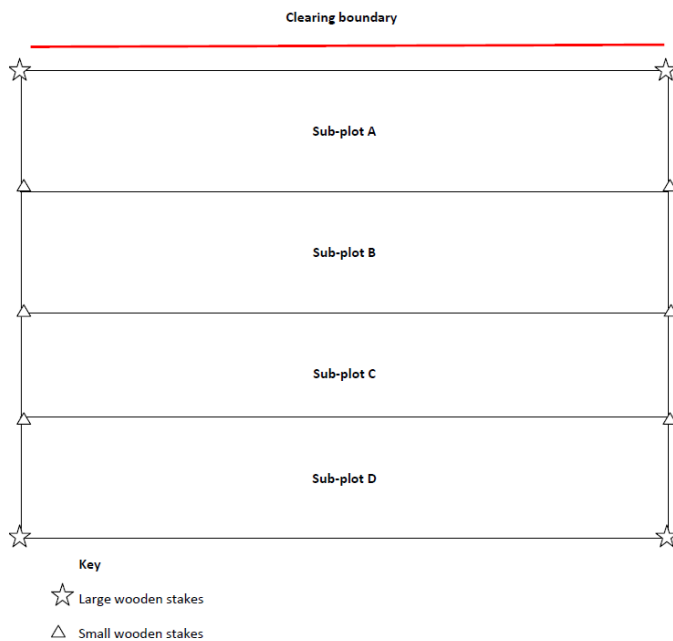 Clearing boundary
Sub-plot A
Sub-plot B
Sub-plot C
Sub-plot D
Key
Large wooden stakes
Small wooden stakes